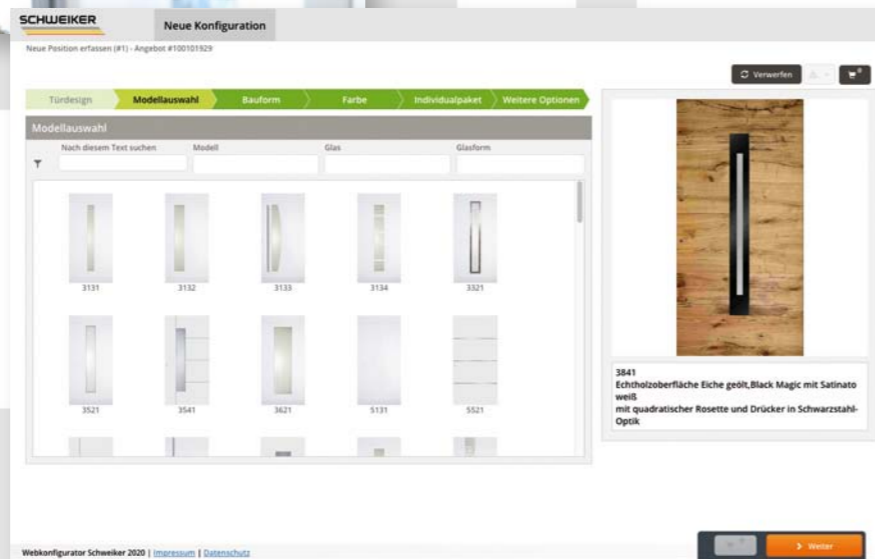 SCHWEIKER
Neue Konfiguration
Neue Position erfassen (#1) - Angebot #100101929
Verwerfen
Türdesign
Modellauswahl
Bauform
Farbe
Individualpaket
Weitere Optionen
Modellauswahl
Nach diesem Text suchen
Modell
Glas
Glasform
3131
3132
3133
3134
3321
3521
3541
3621
5131
5521
3841
Echtholzoberfläche Eiche geölt,Black Magic mit Satinato
weiß
mit quadratischer Rosette und Drücker in Schwarzstahl-
Optik
Weiter
Webkonfigurator Schweiker 2020 | Impressum | Datenschutz